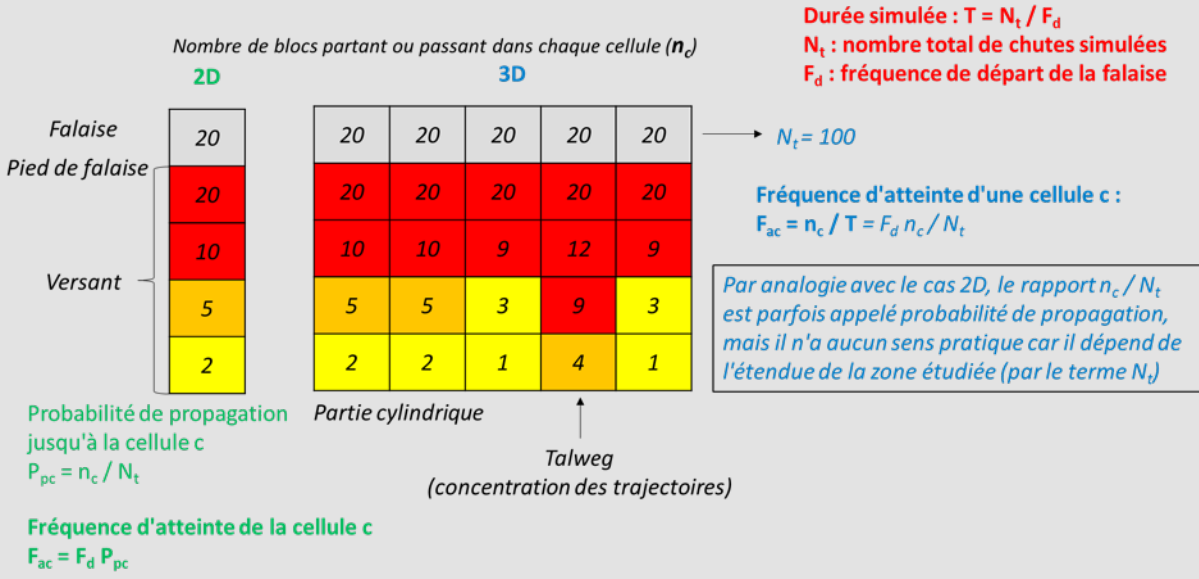 Durée simulée : T = Nt / Fd
Nt : nombre total de chutes simulées
Fd : fréquence de départ de la falaise
Nombre de blocs partant ou passant dans chaque cellule (nc)
2D 3D
Falaise 20 20 20 20 20 20 Nt = 100
Pied de falaise
20 20 20 20 20 20
Fréquence d'atteinte d'une cellule c :
Fac = nc / T = Fd nc / Nt
10 10 10 9 12 9
Versant
5 5 5 3 9 3
2 2 2 1 4 1
Par analogie avec le cas 2D, le rapport nc / Nt
est parfois appelé probabilité de propagation,
mais il n'a aucun sens pratique car il dépend de
l'étendue de la zone étudiée (par le terme Nt)
Probabilité de propagation
jusqu'à la cellule c
Ppc = nc / Nt
Partie cylindrique
Talweg
(concentration des trajectoires)
Fréquence d'atteinte de la cellule c
Fac = Fd Ppc